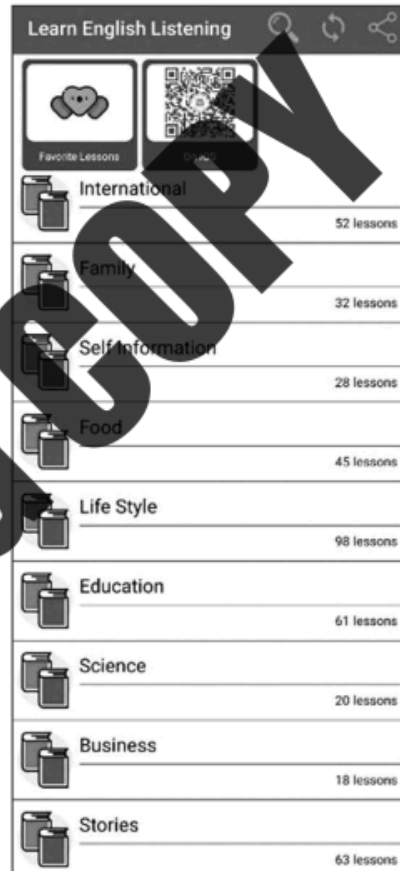 Learn English Listening
Favorite Lessons
International
52 lessons
Family
32 lessons
Self Information
28 lessons
Food
45 lessons
Life Style
98 lessons
Education
61 lessons
Science
20 lessons
Business
18 lessons
Stories
63 lessons
COPY